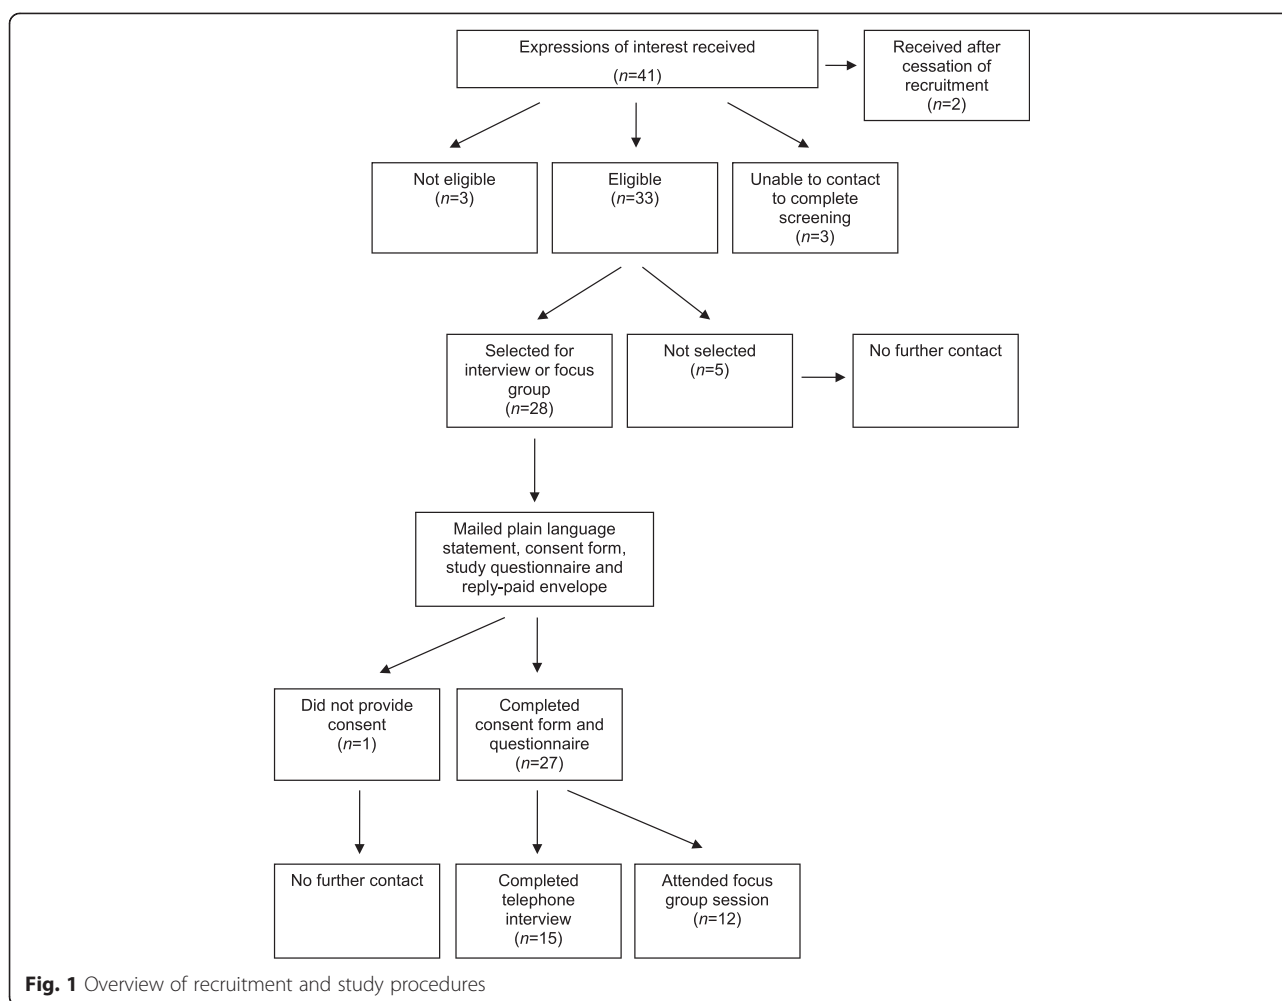 Expressions of interest received
(n=41)
Received after
cessation of
recruitment
(n=2)
Not eligible
(n=3)
Eligible
(n=33)
Unable to contact
to complete
screening
(n=3)
Selected for
interview or focus
group
(n=28)
Not selected
(n=5)
No further contact
Mailed plain language
statement, consent form,
study questionnaire and
reply-paid envelope
Did not provide
consent
(n=1)
Completed
consent form and
questionnaire
(n=27)
No further contact
Completed
telephone
interview
(n=15)
Attended focus
group session
(n=12)
Fig. 1 Overview of recruitment and study procedures